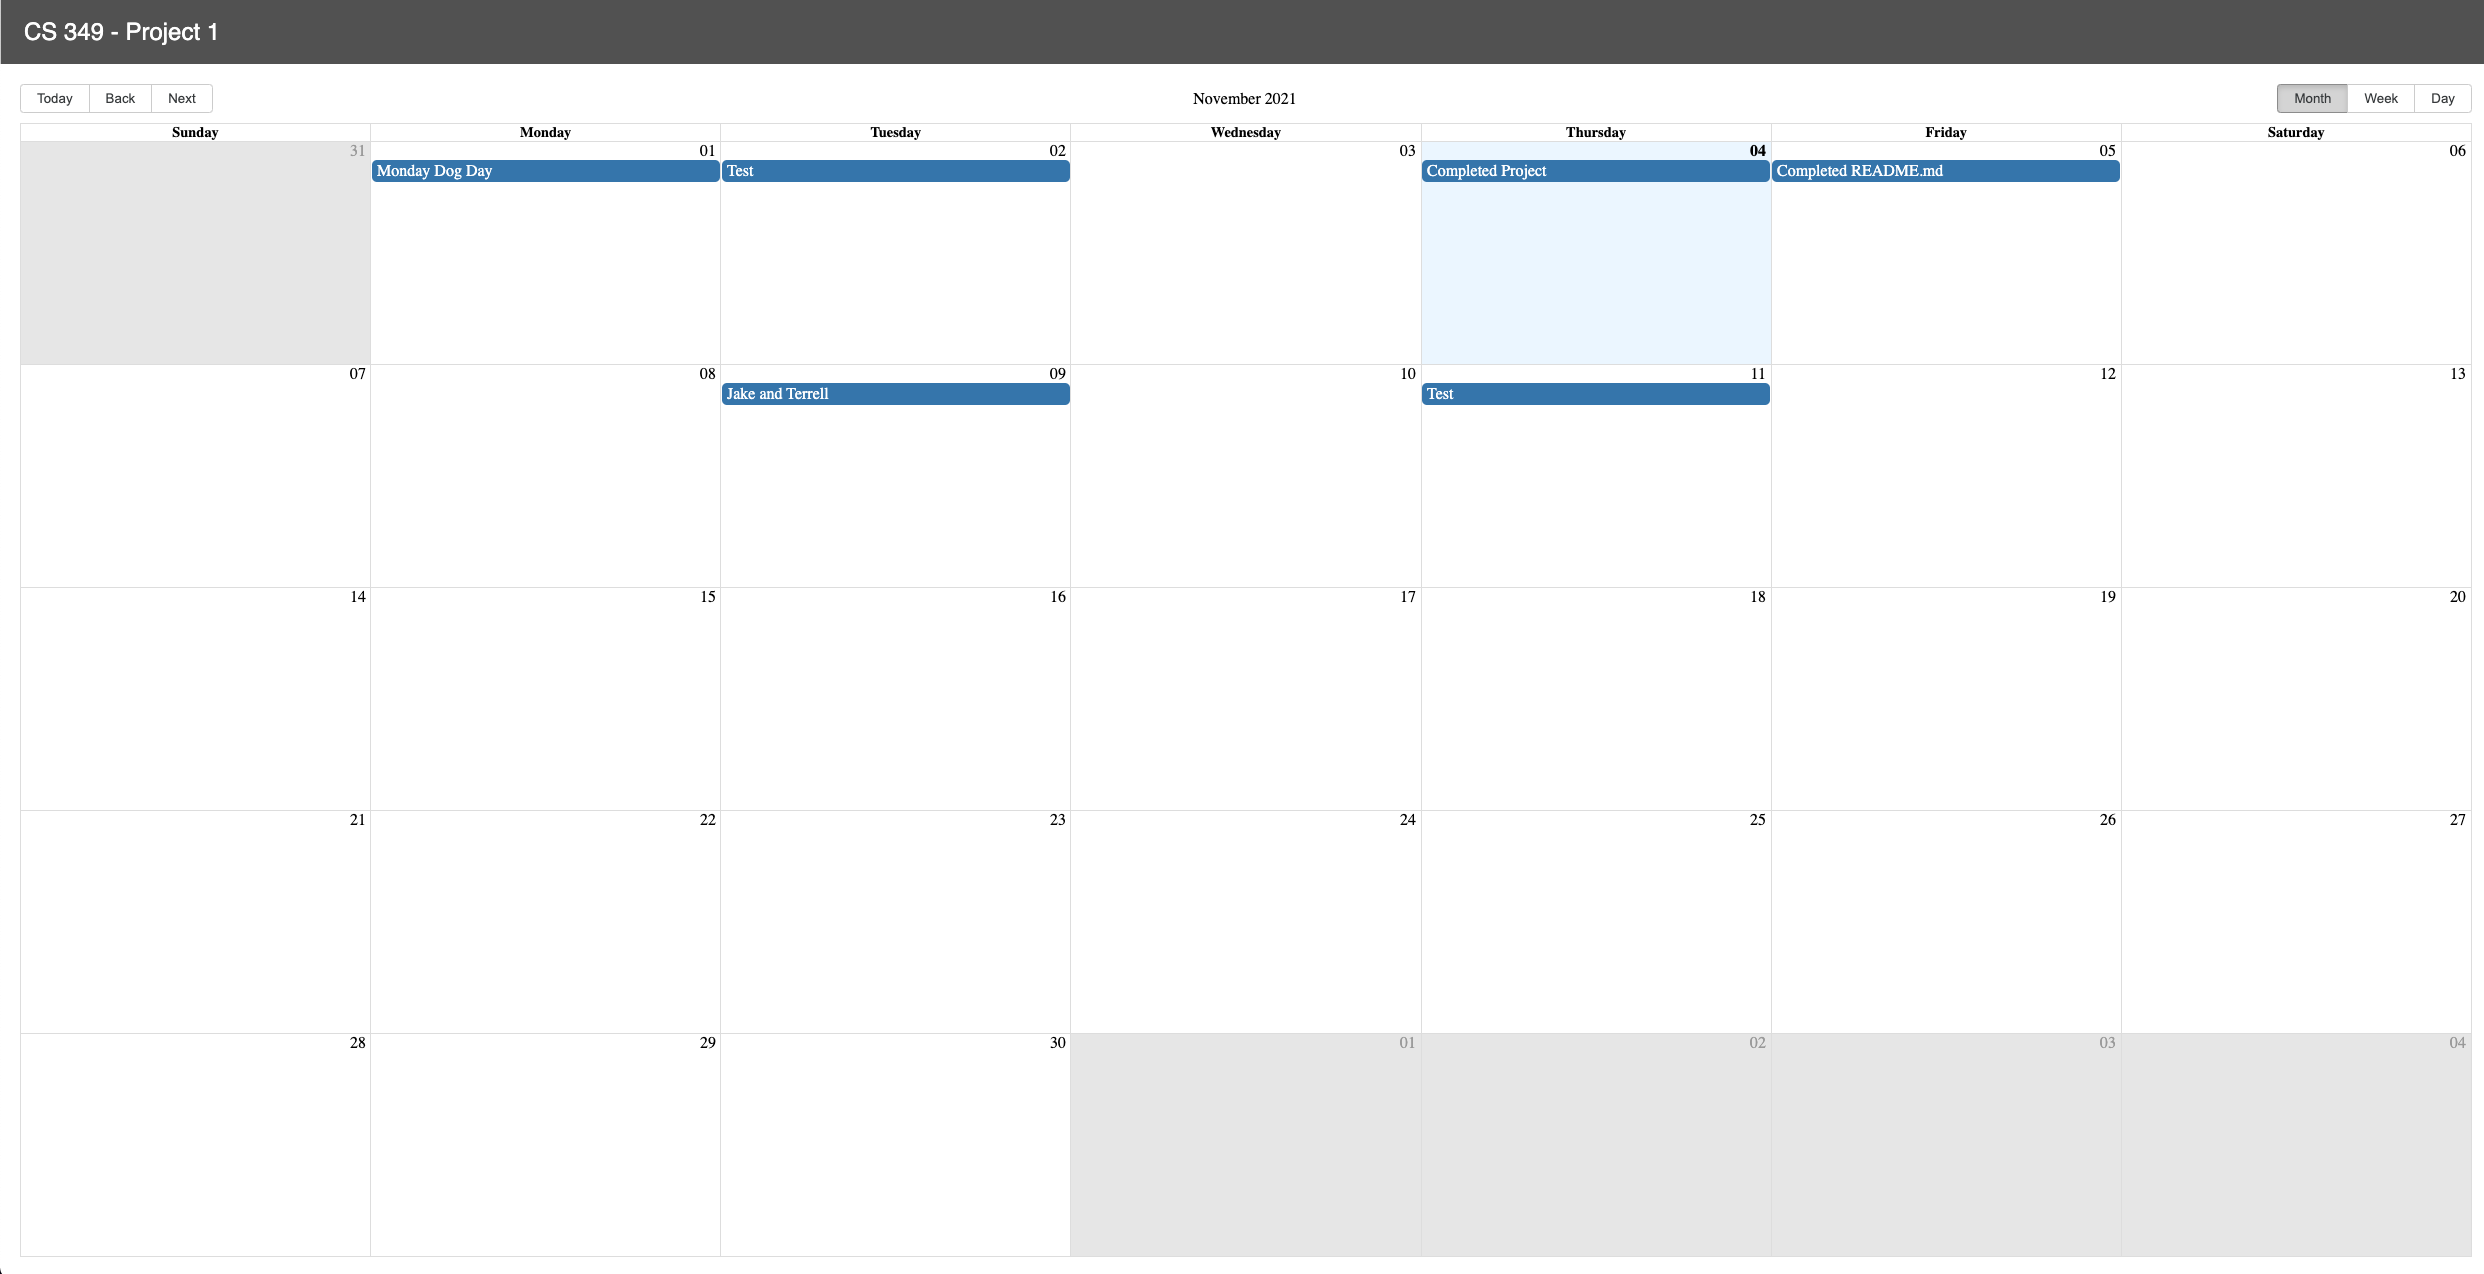 CS 349 - Project 1
Today Back Next November 2021 Month Week Day
Sunday Monday Tuesday Wednesday Thursday Friday Saturday
31 01 02 03 04 05 06
Monday Dog Day Test Completed Project Completed README.md
07 08 09 10 11 12 13
Jake and Terrell Test
14 15 16 17 18 19 20
21 22 23 24 25 26 27
28 29 30 01 02 03 04